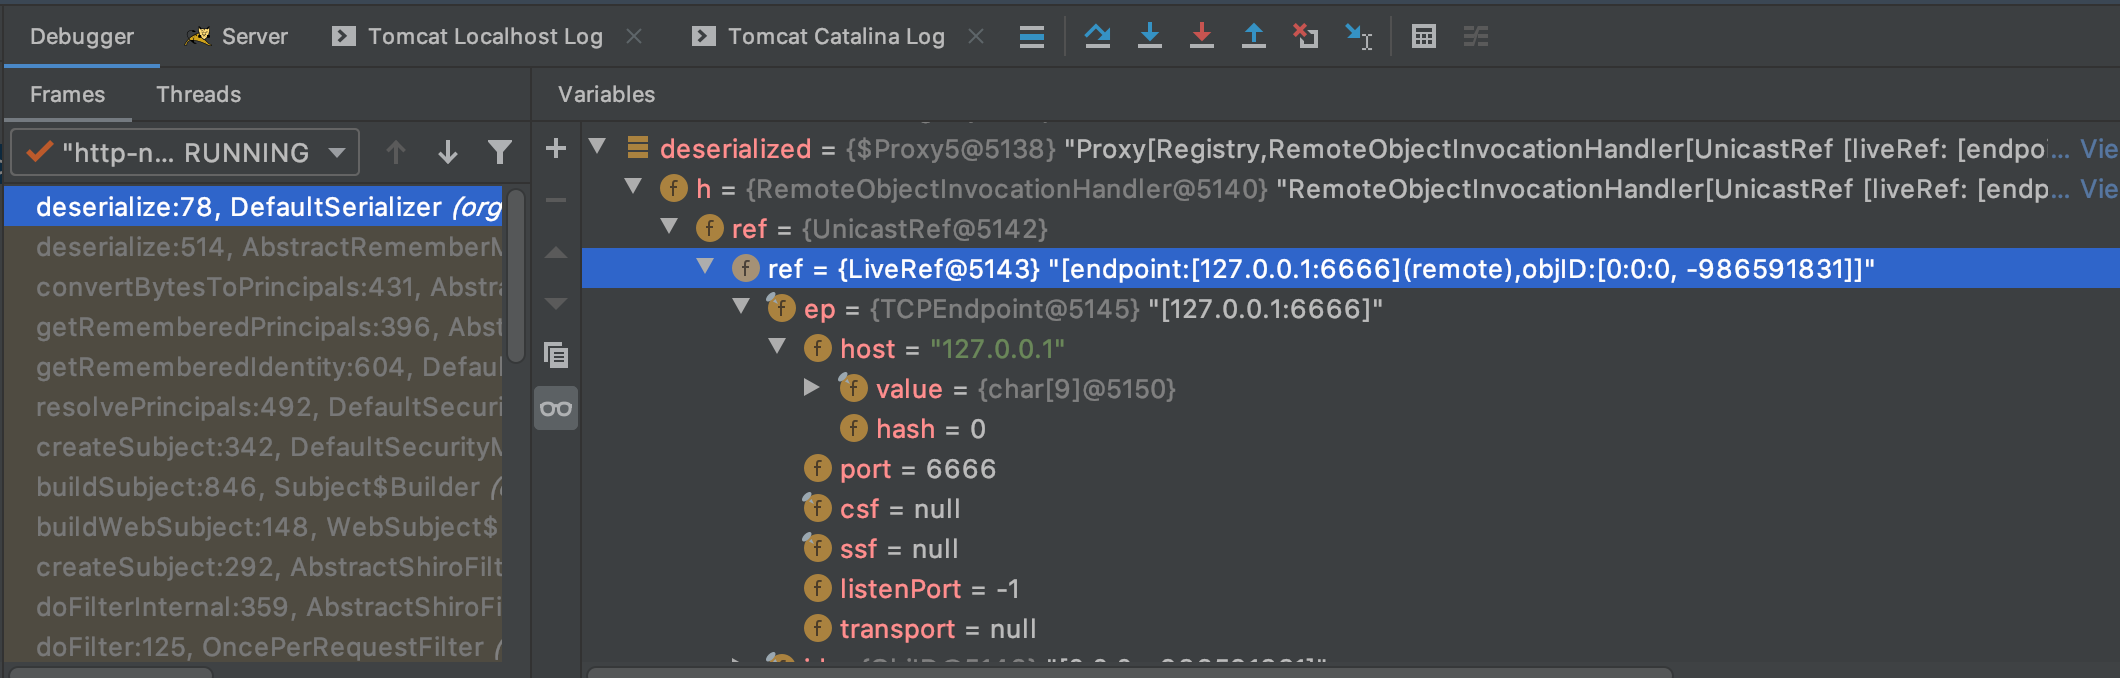 Debugger Server Tomcat Localhost Log Tomcat Catalina Log
Frames Threads
"http-n... RUNNING
deserialize:78, DefaultSerializer (org
deserialize:514, AbstractRememberM
convertBytesToPrincipals:431, Abstra
getRememberedPrincipals:396, Abst
getRememberedIdentity:604, Defaul
resolvePrincipals:492, DefaultSecuri
createSubject:342, DefaultSecurityM
buildSubject:846, Subject$Builder (
buildWebSubject:148, WebSubject$
createSubject:292, AbstractShiroFilt
doFilterInternal:359, AbstractShiroFi
doFilter:125, OncePerRequestFilter (
Variables
deserialized = {$Proxy5@5138} "Proxy[Registry,RemoteObjectInvocationHandler[UnicastRef [liveRef: [endpoi... Vie
h = {RemoteObjectInvocationHandler@5140} "RemoteObjectInvocationHandler[UnicastRef [liveRef: [endp... Vie
ref = {UnicastRef@5142}
ref = {LiveRef@5143} "[endpoint:[127.0.0.1:6666](remote),objID:[0:0:0, -986591831]]"
ep = {TCPEndpoint@5145} "[127.0.0.1:6666]"
host = "127.0.0.1"
value = {char[9]@5150}
hash = 0
port = 6666
csf = null
ssf = null
listenPort = -1
transport = null